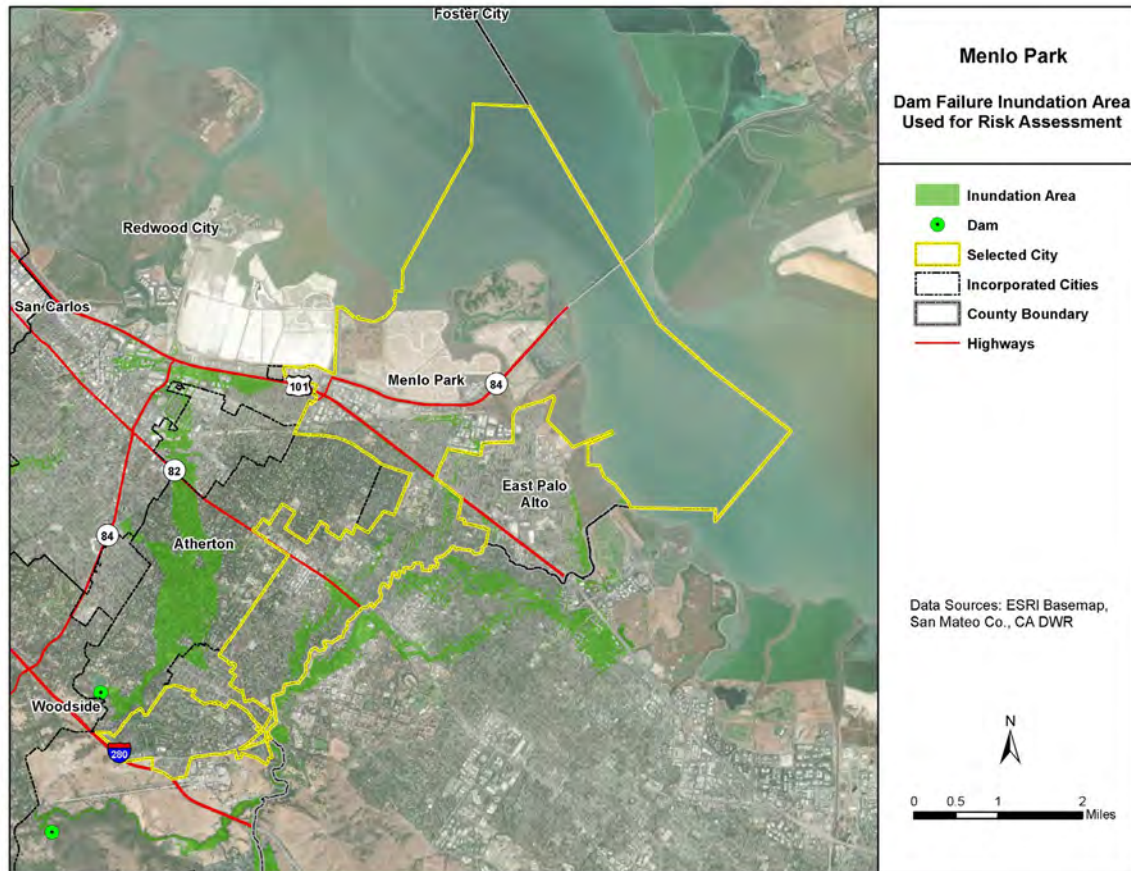 Foster City
Redwood City
San Carlos
101
Menlo Park
84
82
East Palo
Alto
84
Atherton
Woodside
280
Menlo Park
Dam Failure Inundation Area
Used for Risk Assessment
Inundation Area
Dam
Selected City
Incorporated Cities
County Boundary
Highways
Data Sources: ESRI Basemap,
San Mateo Co., CA DWR
N
0 0.5 1 2
Miles